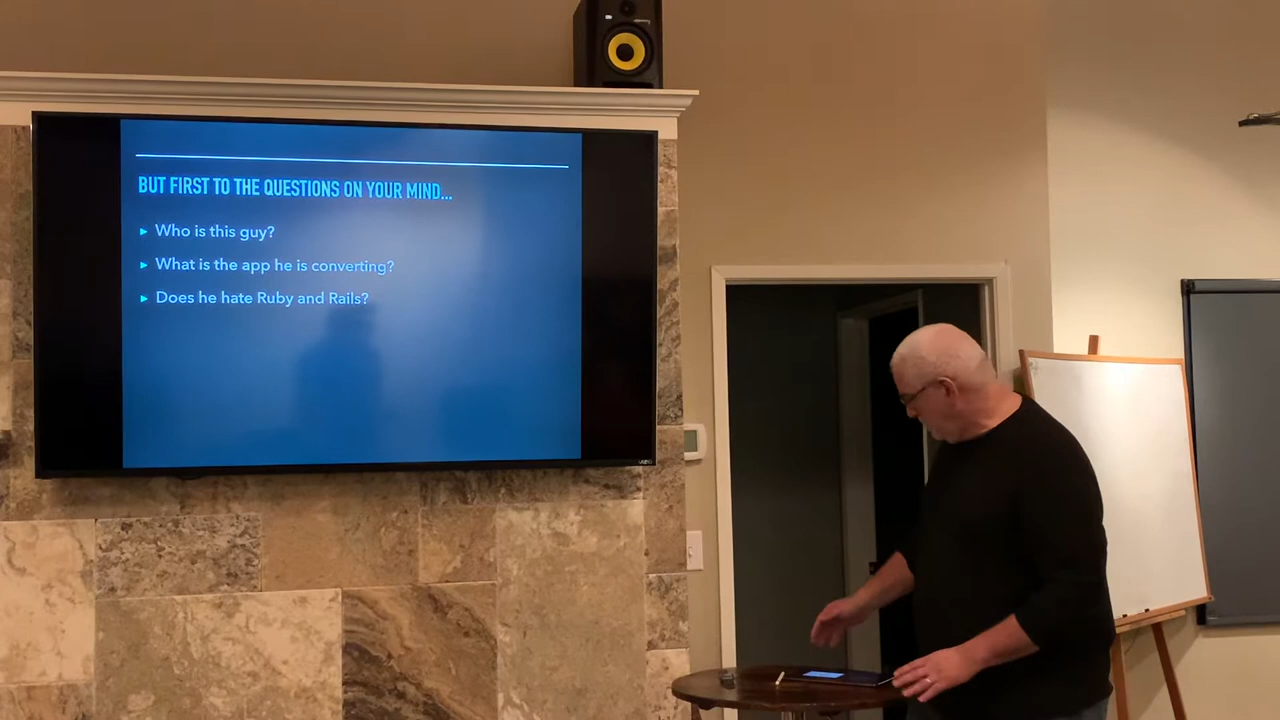 BUT FIRST TO THE QUESTIONS ON YOUR MIND...
▸ Who is this guy?
▸ What is the app he is converting?
▸ Does he hate Ruby and Rails?
VIZIO